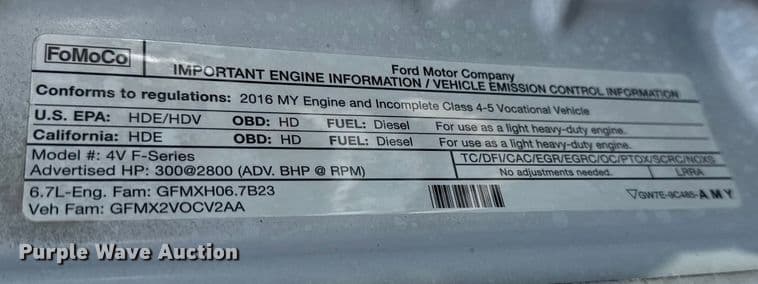 FoMoCo
Ford Motor Company
IMPORTANT ENGINE INFORMATION / VEHICLE EMISSION CONTROL INFORMATION
Conforms to regulations: 2016 MY Engine and Incomplete Class 4-5 Vocational Vehicle
U.S. EPA: HDE/HDV OBD: HD FUEL: Diesel For use as a light heavy-duty engine.
California: HDE OBD: HD FUEL: Diesel For use as a light heavy-duty engine.
Model #: 4V F-Series TC/DFI/CAC/EGR/EGRC/OC/PTOX/SCRC/NOXS
Advertised HP: 300@2800 (ADV. BHP @ RPM) No adjustments needed. LRRA
6.7L-Eng. Fam: GFMXH06.7B23
Veh Fam: GFMX2VOCV2AA GW7E-9C485-AMY
Purple Wave Auction